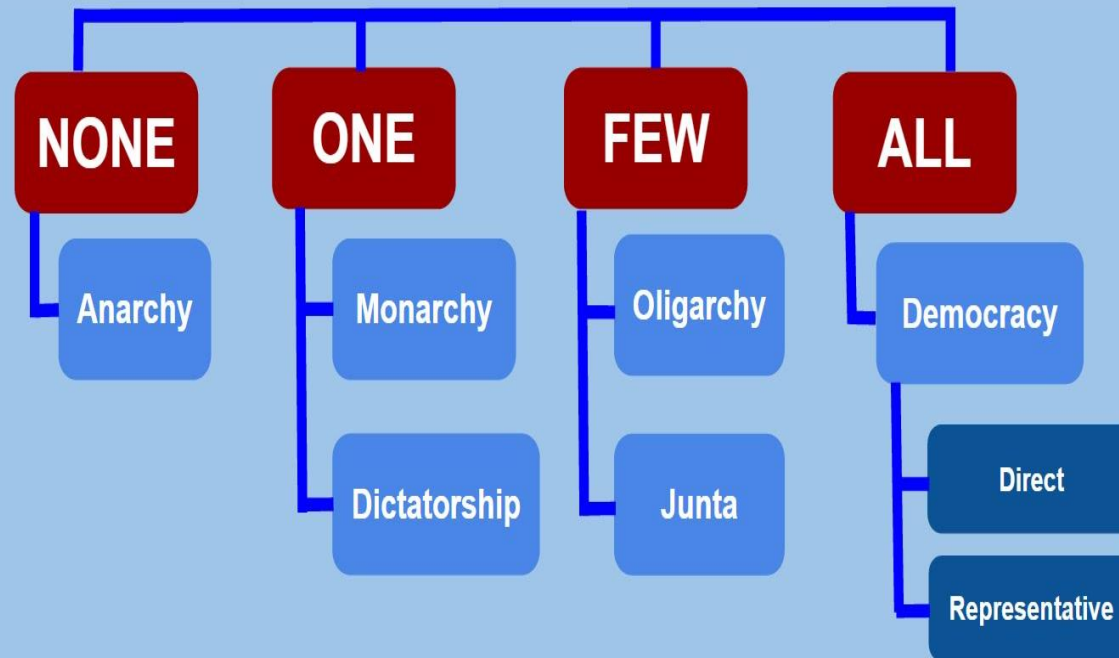 NONE
ONE
FEW
ALL
Anarchy
Monarchy
Dictatorship
Oligarchy
Junta
Democracy
Direct
Representative